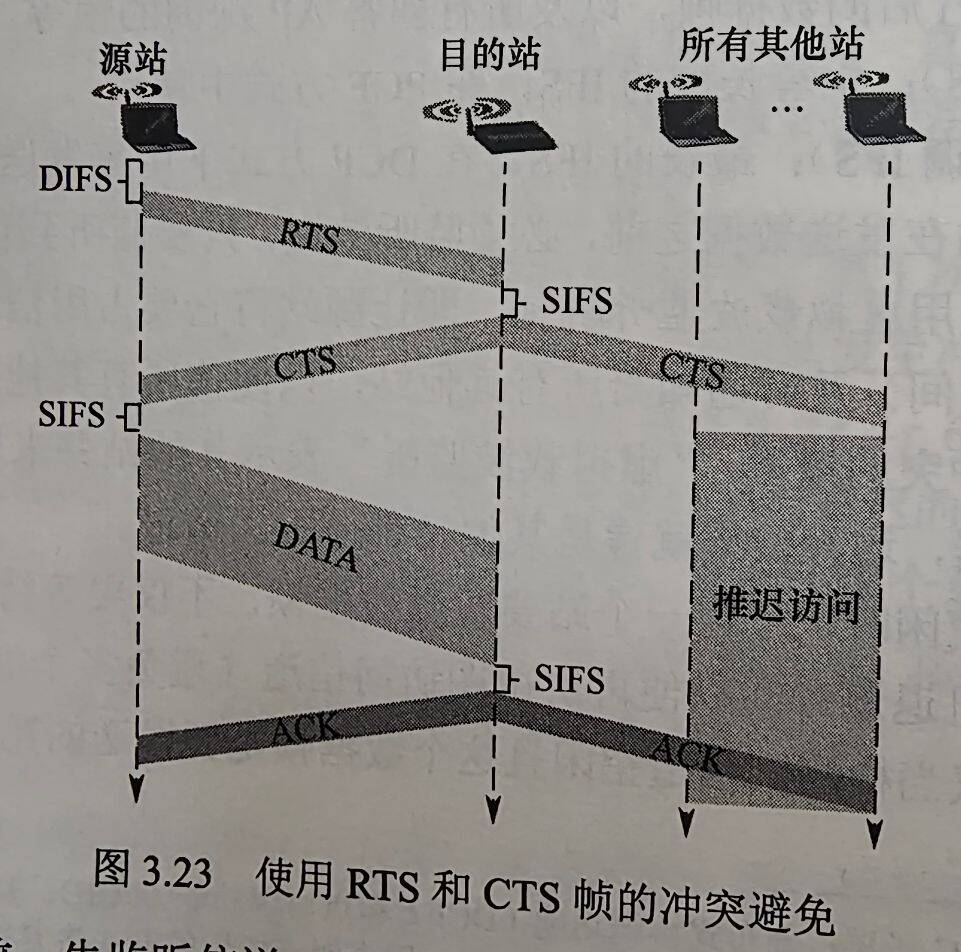 源站
目的站
所有其他站
...
DIFS
RTS
SIFS
CTS
CTS
SIFS
DATA
推迟访问
SIFS
ACK
ACK
图 3.23 使用 RTS 和 CTS 帧的冲突避免